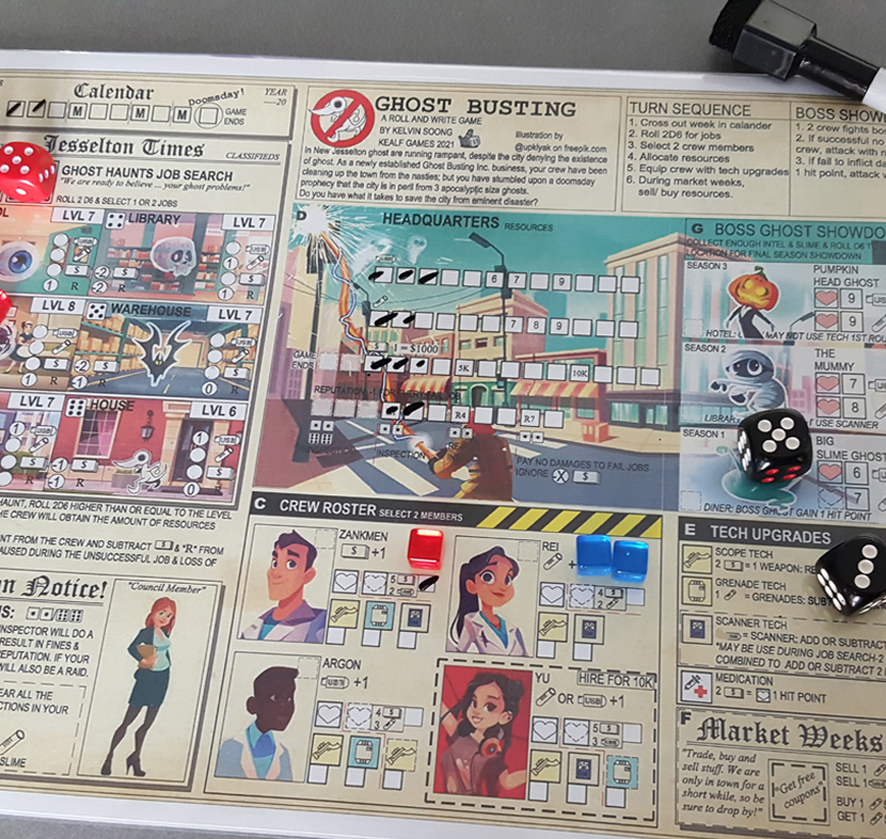 Calendar
Doomsday!
YEAR
20
M M M
GAME
ENDS
Jesselton Times
CLASSIFIEDS
GHOST HAUNTS JOB SEARCH
"We are ready to believe ... your ghost problems!"
ROLL 2 D6 & SELECT 1 OR 2 JOBS
LVL 7
LIBRARY
LVL 7
LVL 8
WAREHOUSE
LVL 7
LVL 7
HOUSE
LVL 6
HAUNT, ROLL 2D6 HIGHER THAN OR EQUAL TO THE LEVEL
THE CREW WILL OBTAIN THE AMOUNT OF RESOURCES
FROM THE CREW AND SUBTRACT $ & "R" FROM
CAUSED DURING THE UNSUCCESSFUL JOB & LOSS OF
Notice!
INSPECTOR WILL DO A
RESULT IN FINES &
REPUTATION. IF YOUR
WILL ALSO BE A RAID.
ALL THE
IN YOUR
SLIME
"Council Member"
GHOST BUSTING
A ROLL AND WRITE GAME
BY KELVIN SOONG
KEALF GAMES 2021
illustration by
@upklyak on freepik.com
In New Jesselton ghost are running rampant, despite the city denying the existence
of ghost. As a newly established Ghost Busting Inc. business, your crew have been
cleaning up the town from the nasties; but you have stumbled upon a doomsday
prophecy that the city is in peril from 3 apocalyptic size ghosts.
Do you have what it takes to save the city from eminent disaster?
TURN SEQUENCE
1. Cross out week in calander
2. Roll 2D6 for jobs
3. Select 2 crew members
4. Allocate resources
5. Equip crew with tech upgrades
6. During market weeks,
sell/ buy resources.
BOSS SHOW
1. 2 crew fights
2. If successful no
crew, attack with
3. If fail to inflict
1 hit point, attack
D HEADQUARTERS RESOURCES
6 7 9
7 8 9
1 = $1000
GAME
ENDS
5K 10K
REPUTATION
R4 R7
INSPECTION
PAY NO DAMAGES TO FAIL JOBS
IGNORE X $
G BOSS GHOST SHOWDO
COLLECT ENOUGH INTEL & SLIME & ROLL D6
LOCATION FOR FINAL SEASON SHOWDOWN
SEASON 3
PUMPKIN
HEAD GHOST
9
9
HOTEL: MAY NOT USE TECH 1ST
SEASON 2
THE
MUMMY
7
8
USE SCANNER
SEASON 1
BIG
SLIME GHOST
6
7
DINER: BOSS GHOST GAIN 1 HIT POINT
C CREW ROSTER SELECT 2 MEMBERS
ZANKMEN
$ +1
5 $
2
REI
4 $
2
ARGON
USB +1
4 $
3
YU HIRE FOR 10K
OR USB +1
5 $
3
E TECH UPGRADES
SCOPE TECH
2 $ = 1 WEAPON:
GRENADE TECH
1 = GRENADES:
SCANNER TECH
= SCANNER: ADD OR SUBTRACT
*MAY BE USED DURING JOB SEARCH-2
COMBINED TO ADD OR SUBTRACT 2
MEDICATION
2 $ = 1 HIT POINT
F Market Weeks
"Trade, buy and
sell stuff. We are
only in town for a
short while, so be
sure to drop by!"
"Get free
coupons"
SELL 1
SELL 1
BUY 1
GET 1